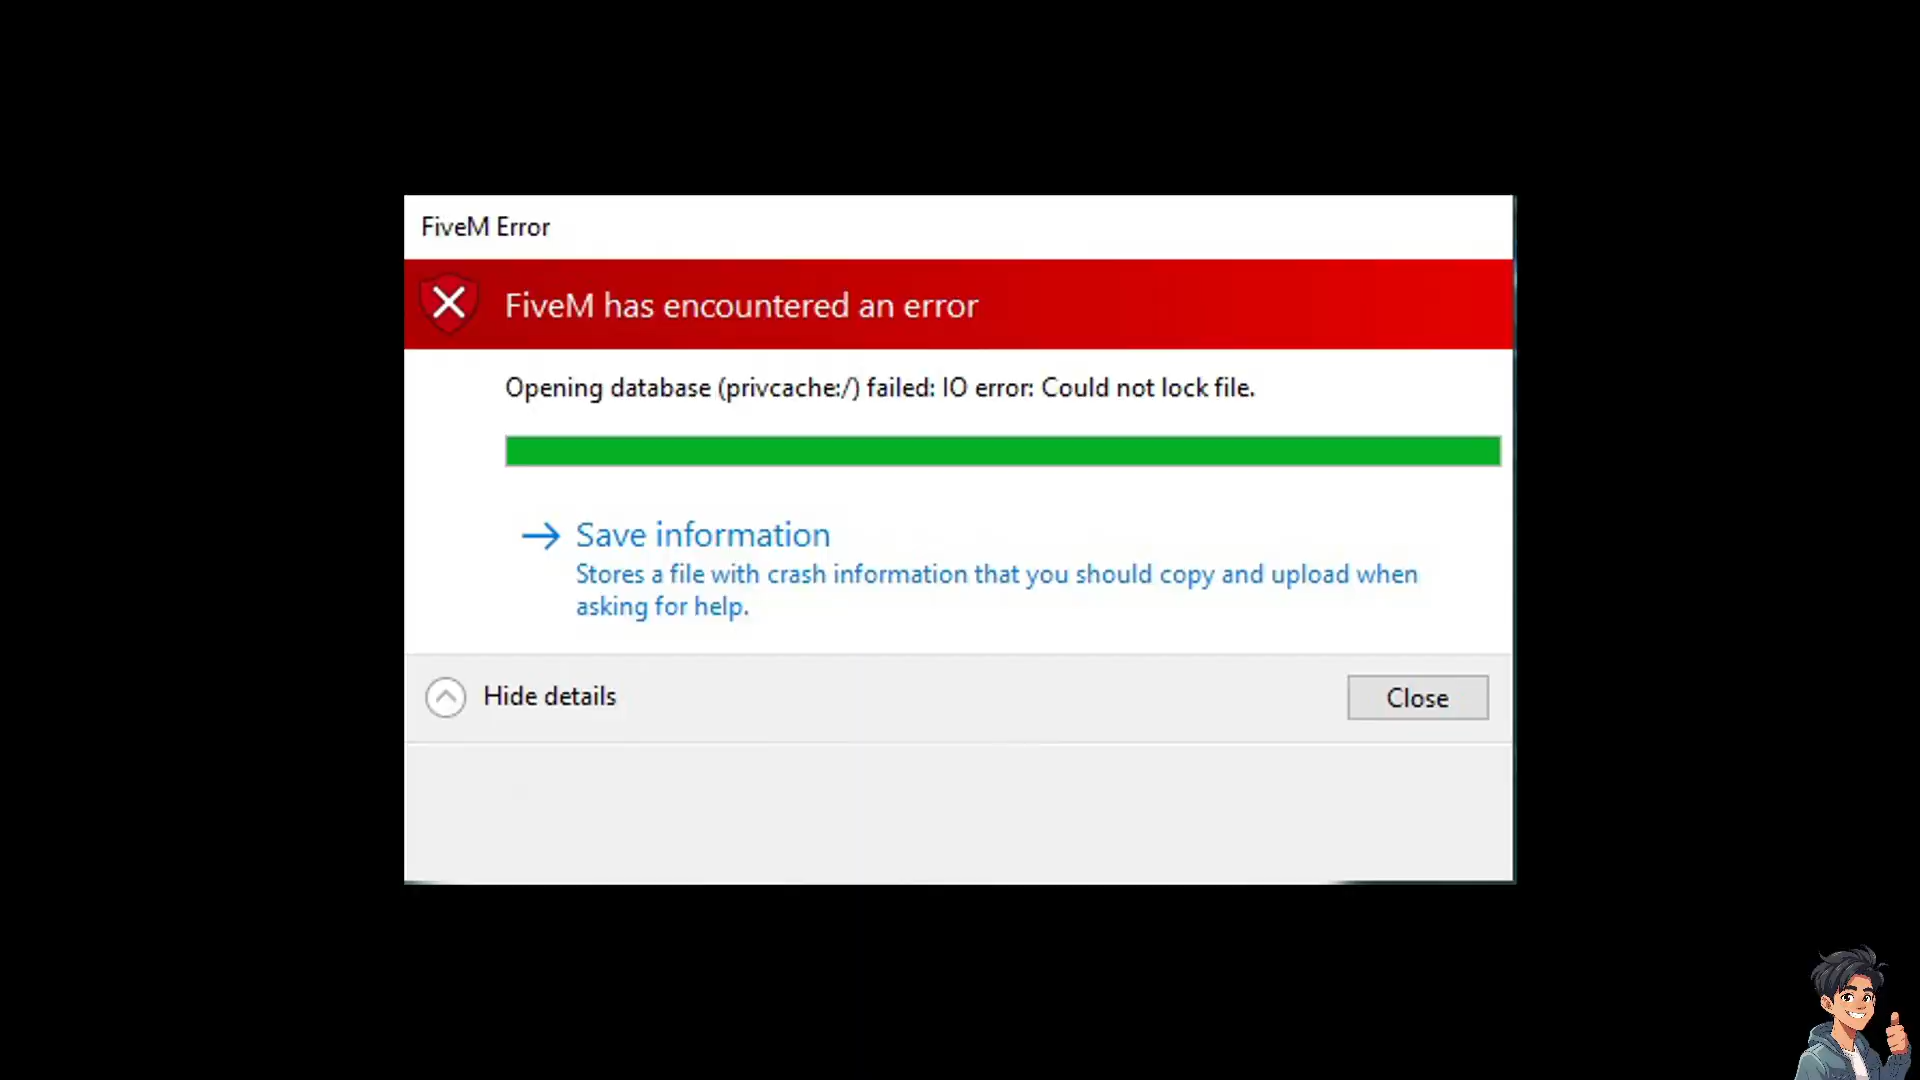 FiveM Error
FiveM has encountered an error
Opening database (privcache:/) failed: IO error: Could not lock file.
Save information
Stores a file with crash information that you should copy and upload when
asking for help.
Hide details
Close